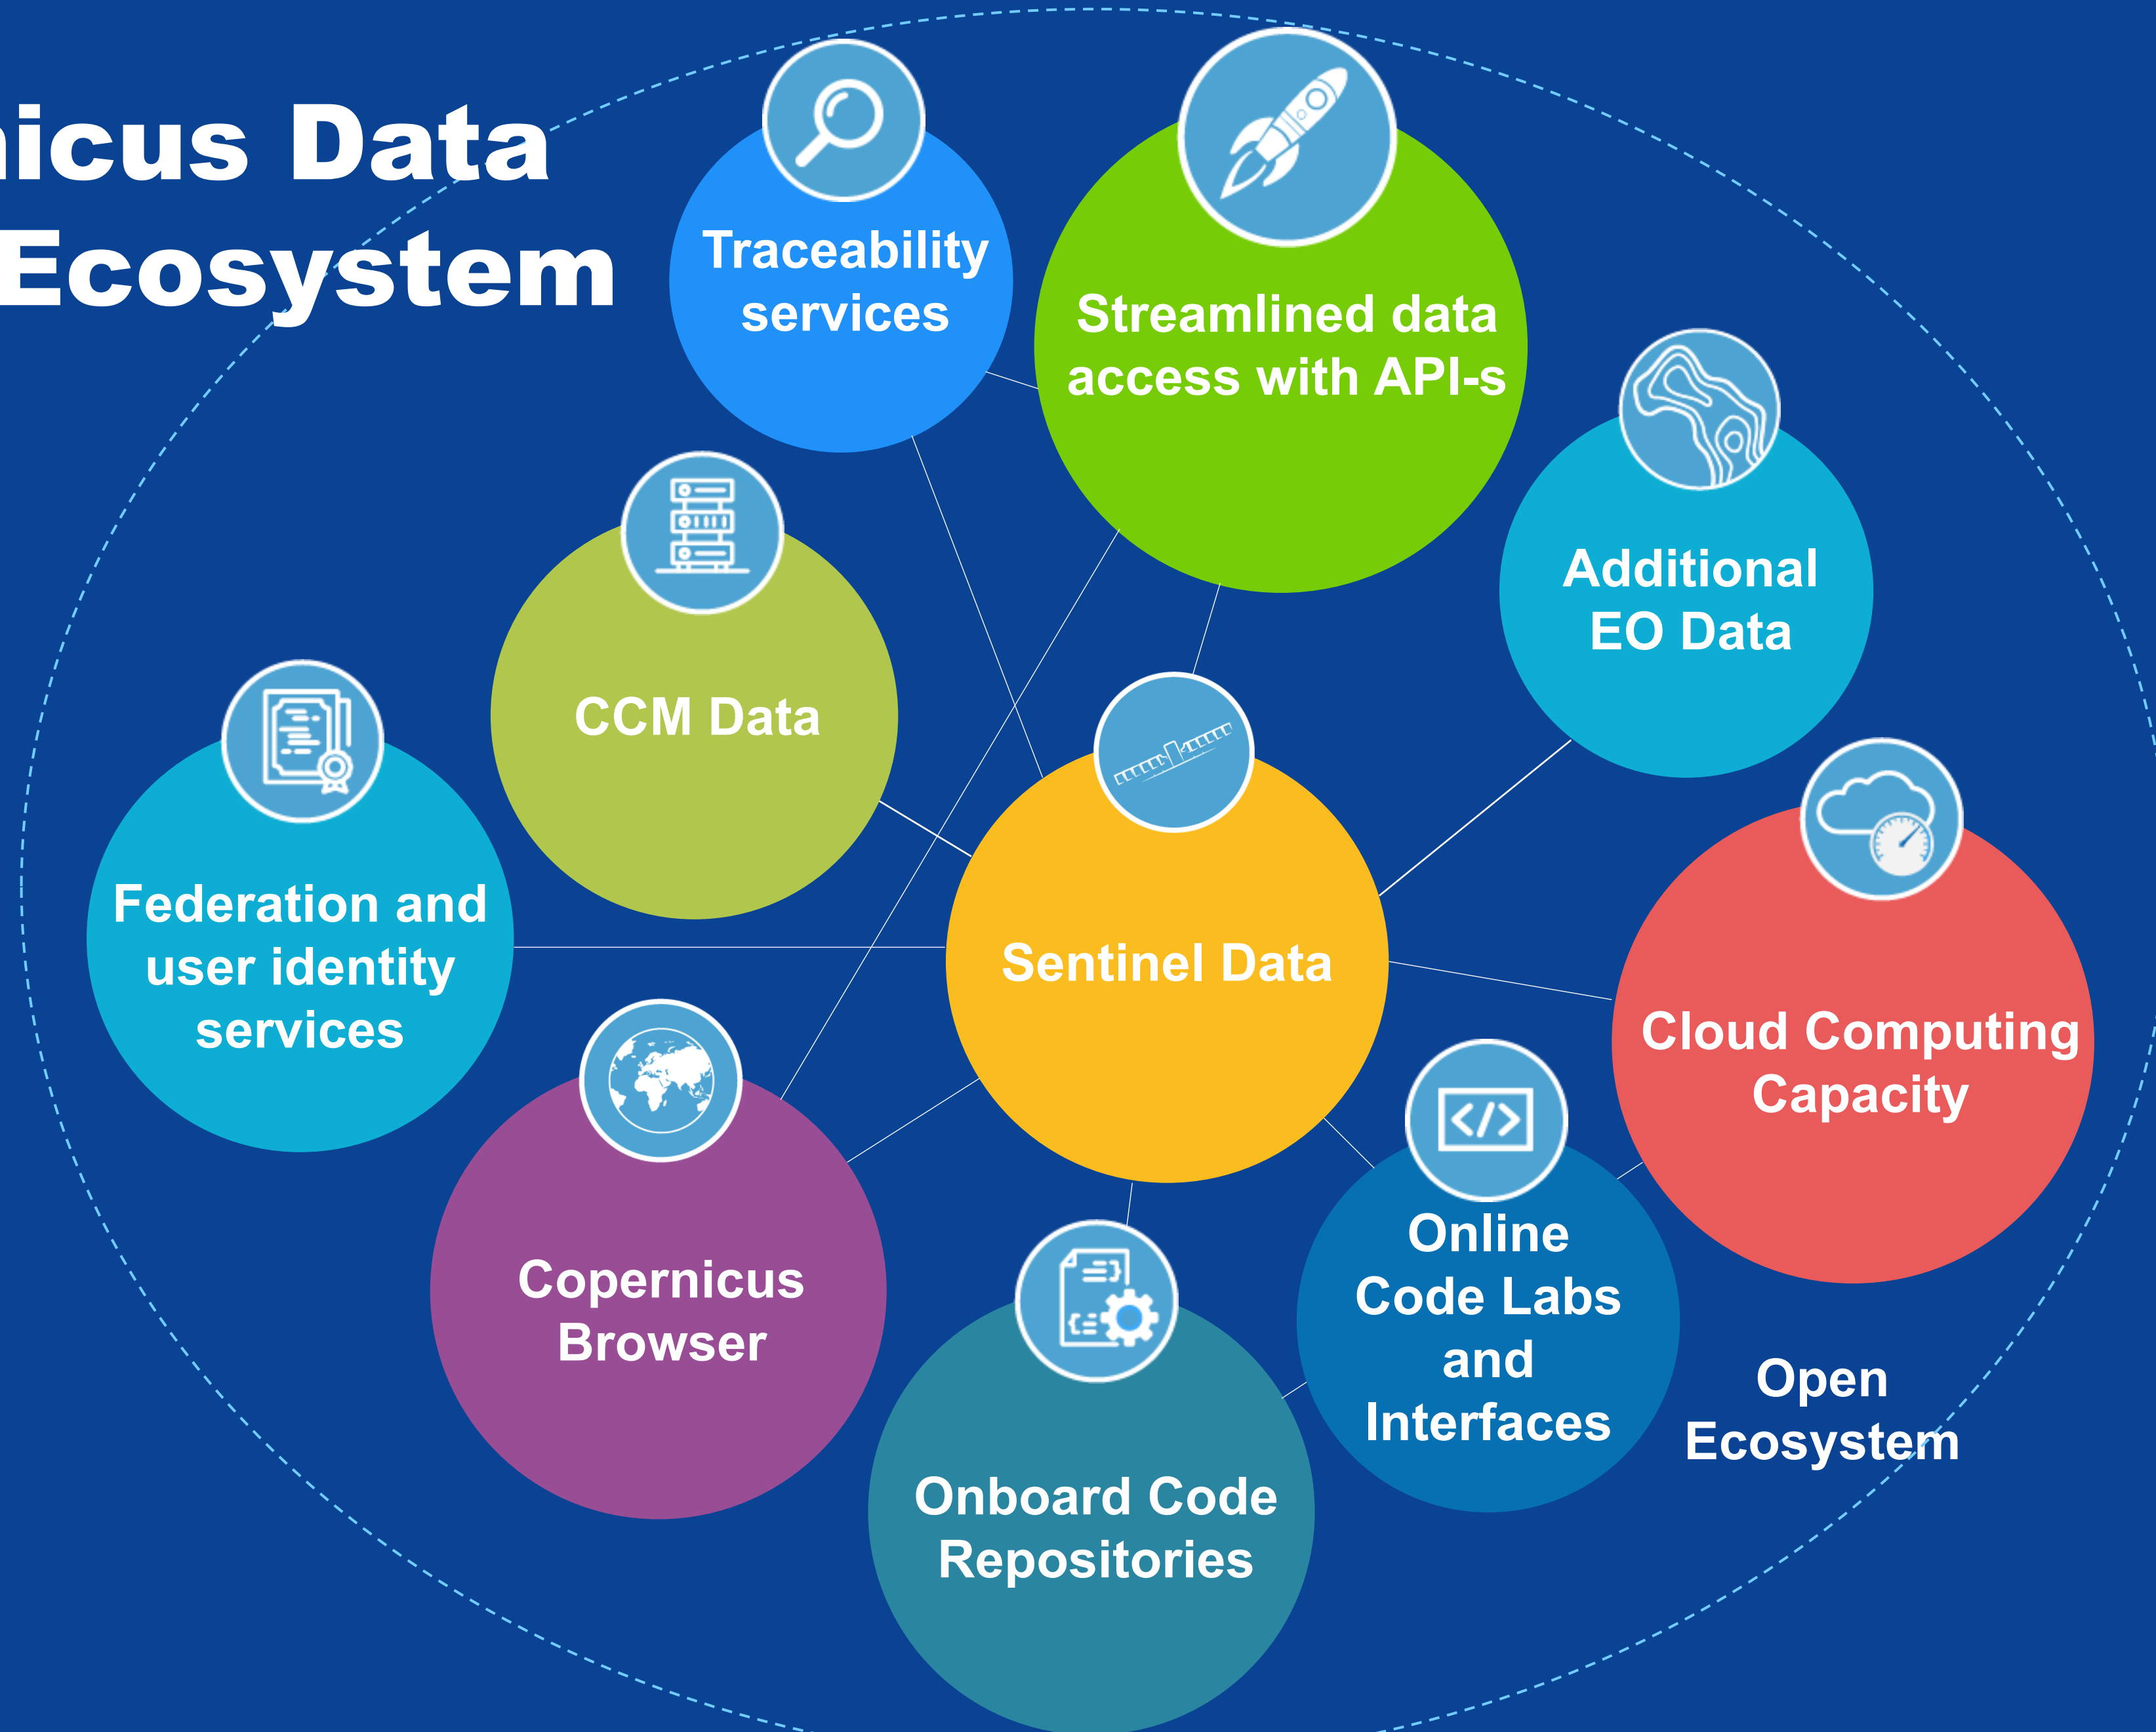 nicus Data
Ecosystem
Traceability
services
Streamlined data
access with API-s
Additional
EO Data
CCM Data
Federation and
user identity
services
Sentinel Data
Cloud Computing
Capacity
Copernicus
Browser
Online
Code Labs
and
Interfaces
Open
Ecosystem
Onboard Code
Repositories